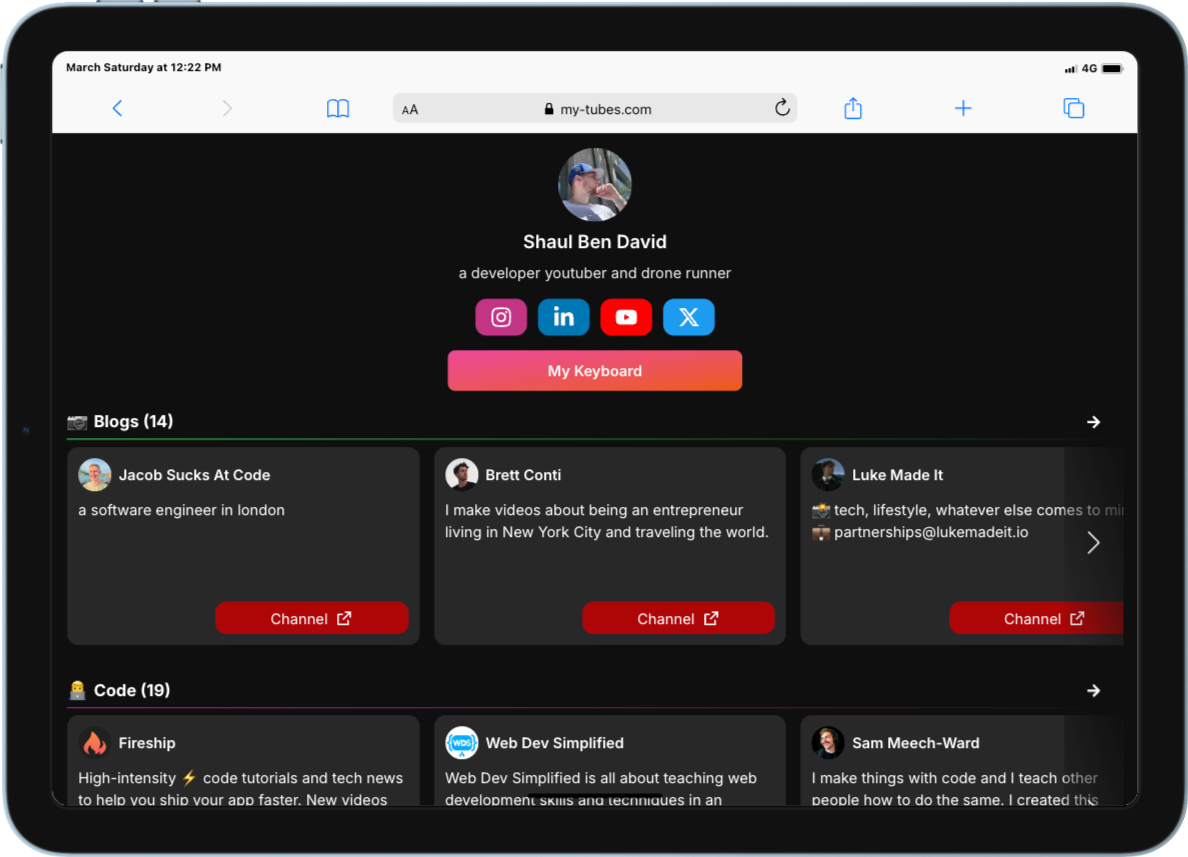 March Saturday at 12:22 PM
4G
AA
my-tubes.com
Shaul Ben David
a developer youtuber and drone runner
in
X
My Keyboard
Blogs (14)
Jacob Sucks At Code
a software engineer in london
Channel
Brett Conti
I make videos about being an entrepreneur
living in New York City and traveling the world.
Channel
Luke Made It
📸 tech, lifestyle, whatever else comes to
💼 partnerships@lukemadeit.io
Channel
Code (19)
Fireship
High-intensity ⚡ code tutorials and tech news
to help you ship your app faster. New videos
Web Dev Simplified
WDS
Web Dev Simplified is all about teaching web
development skills and techniques in an
Sam Meech-Ward
I make things with code and I teach other
people how to do the same. I created this